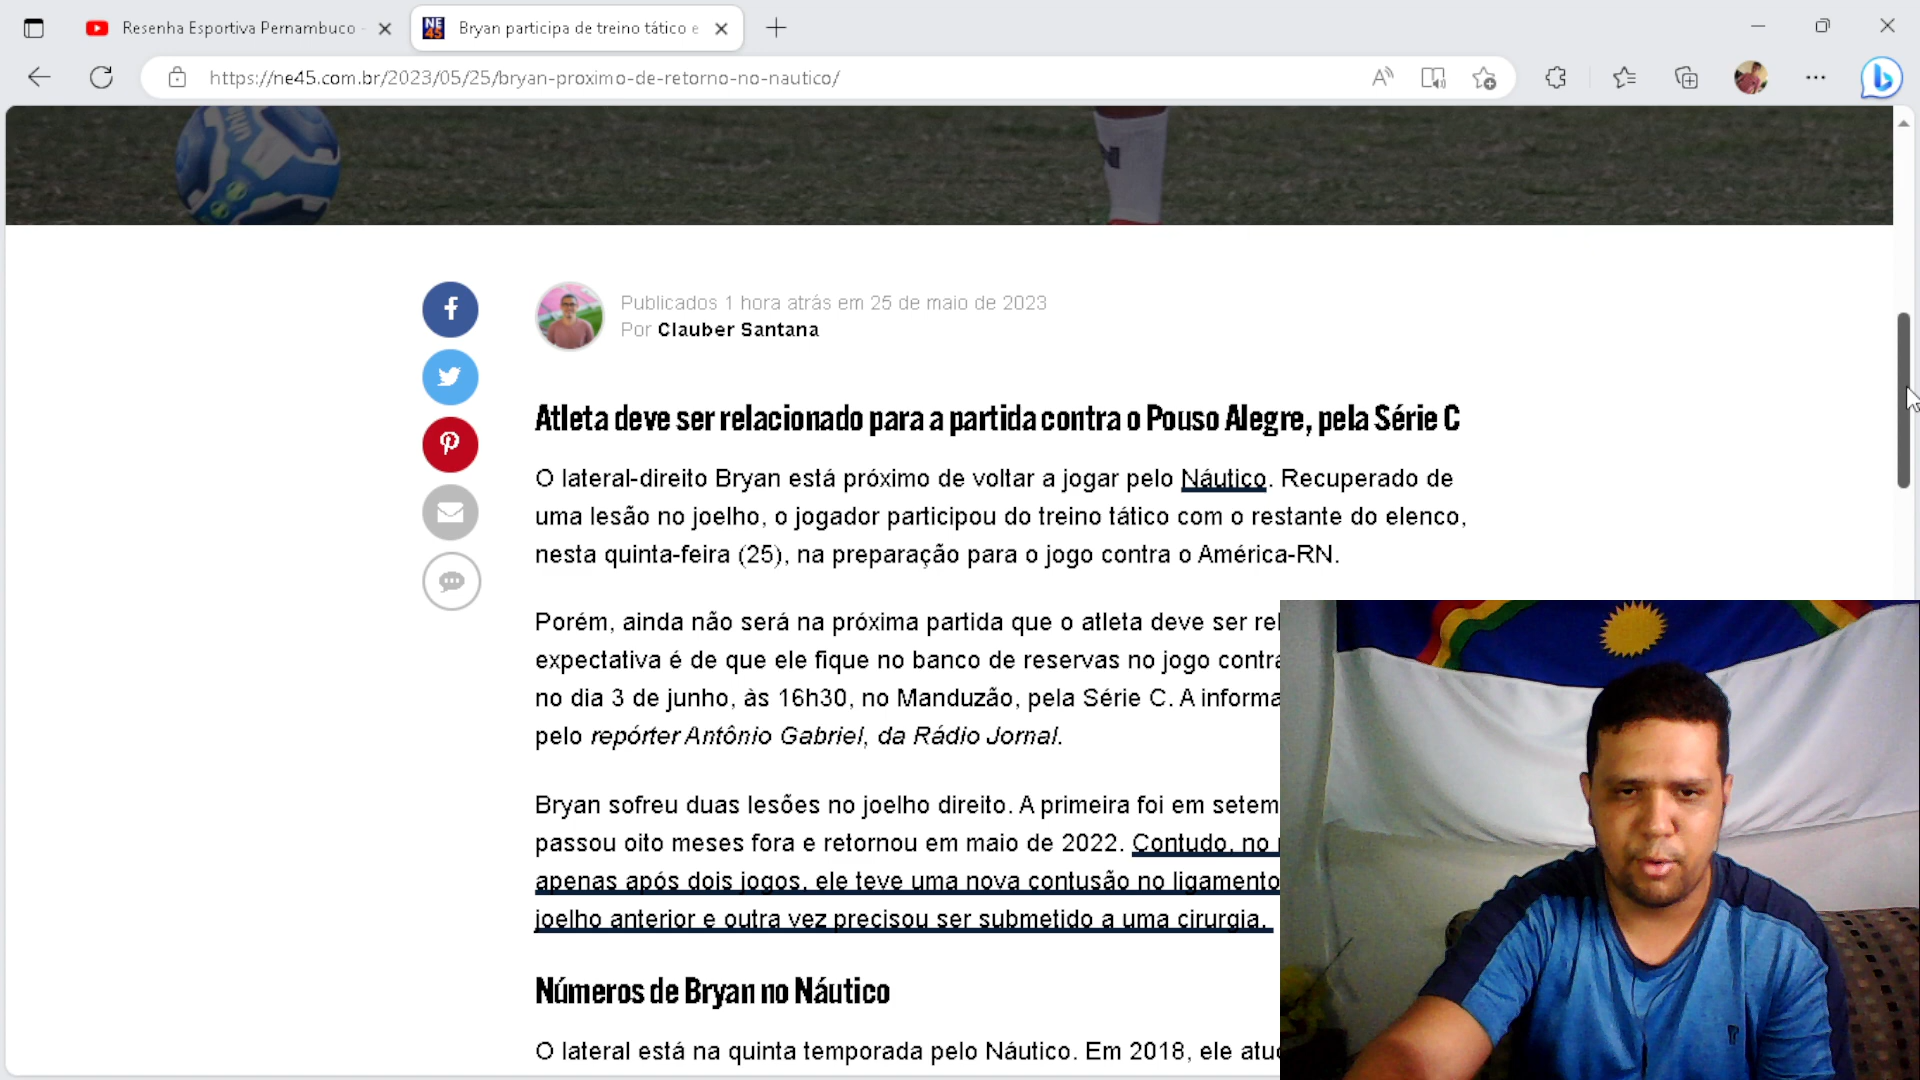 Resenha Esportiva Pernambuco
NE 45
Bryan participa de treino tático e
https://ne45.com.br/2023/05/25/bryan-proximo-de-retorno-no-nautico/
uhl
Publicados 1 hora atrás em 25 de maio de 2023
Por Clauber Santana
Atleta deve ser relacionado para a partida contra o Pouso Alegre, pela Série C
O lateral-direito Bryan está próximo de voltar a jogar pelo Náutico. Recuperado de
uma lesão no joelho, o jogador participou do treino tático com o restante do elenco,
nesta quinta-feira (25), na preparação para o jogo contra o América-RN.
Porém, ainda não será na próxima partida que o atleta deve ser rel
expectativa é de que ele fique no banco de reservas no jogo contra
no dia 3 de junho, às 16h30, no Manduzão, pela Série C. A informa
pelo repórter Antônio Gabriel, da Rádio Jornal.
Bryan sofreu duas lesões no joelho direito. A primeira foi em setem
passou oito meses fora e retornou em maio de 2022. Contudo, no
apenas após dois jogos, ele teve uma nova contusão no ligamento
joelho anterior e outra vez precisou ser submetido a uma cirurgia.
Números de Bryan no Náutico
O lateral está na quinta temporada pelo Náutico. Em 2018, ele atuo